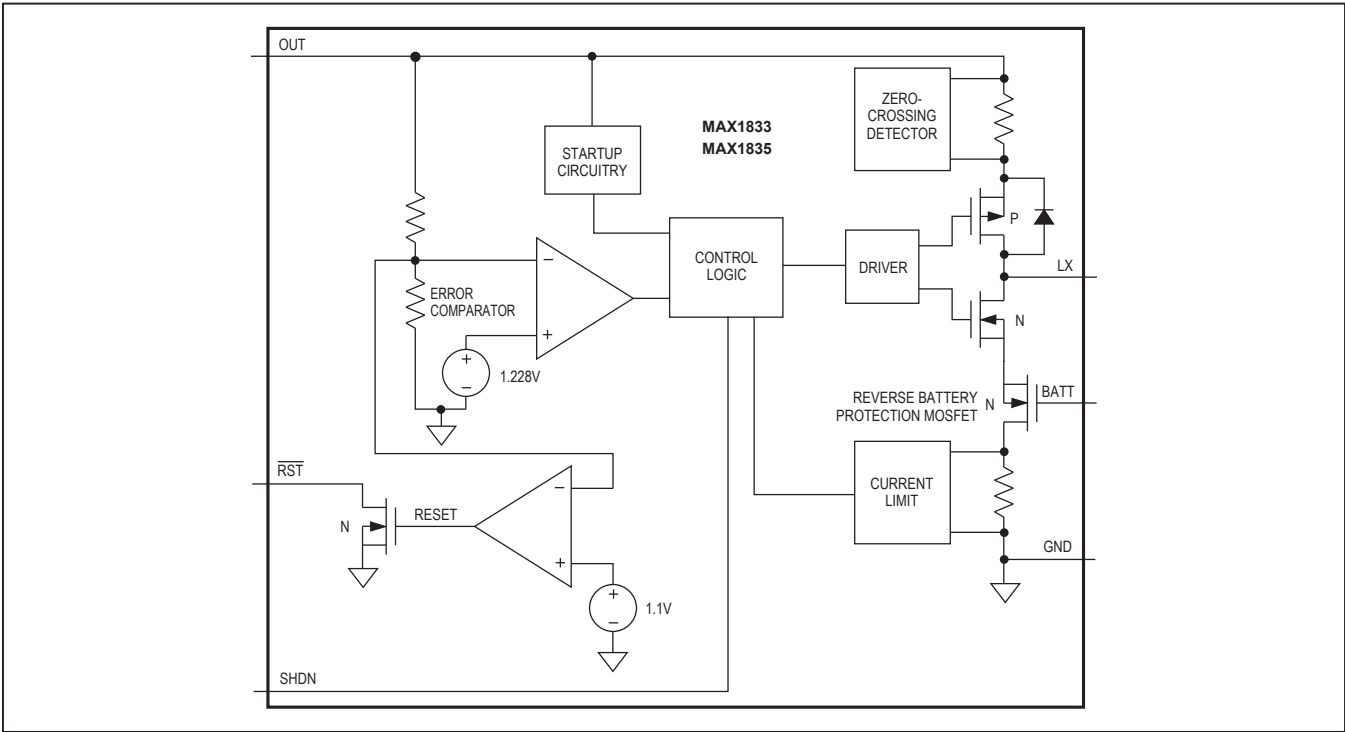 OUT
ZERO-
CROSSING
DETECTOR
MAX1833
MAX1835
STARTUP
CIRCUITRY
P
CONTROL
LOGIC
DRIVER
LX
−
ERROR
COMPARATOR
+
N
+
−
1.228V
REVERSE BATTERY
PROTECTION MOSFET
N
BATT
RST
−
CURRENT
LIMIT
N
RESET
GND
+
+
−
1.1V
SHDN